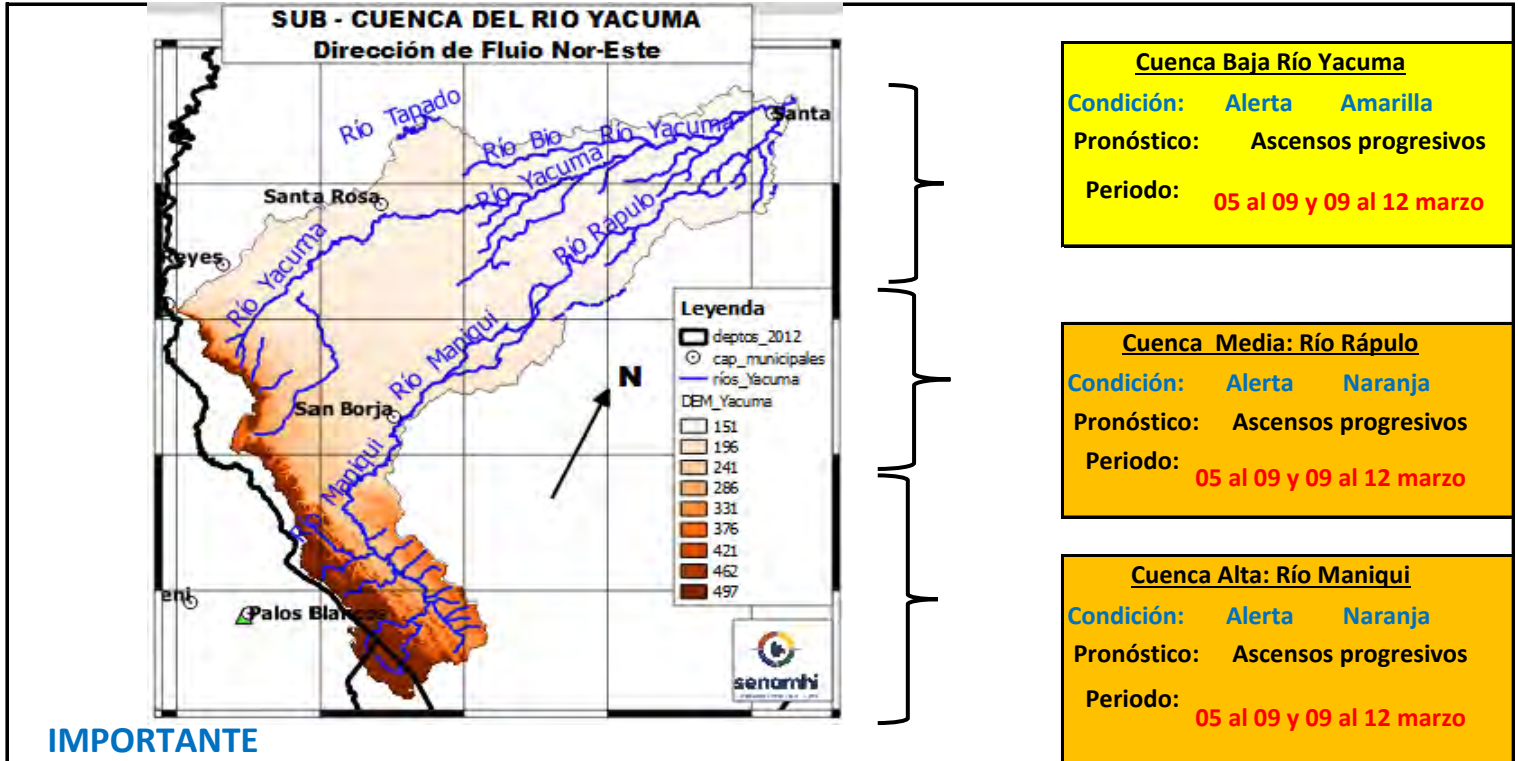 SUB - CUENCA DEL RIO YACUMA
Dirección de Fluio Nor-Este
Río Tapado
Río Bio
Río Yacuma
Santa
Río Yacuma
Santa Rosa
Río Rápulo
Reyes
Río Yacuma
Río Maniqui
San Borja
Río Maniqui
eni
Palos Blancos
N
Leyenda
deptos_2012
cap_municipales
ríos_Yacuma
DEM_Yacuma
151
196
241
286
331
376
421
462
497
senamhi
Cuenca Baja Río Yacuma
Condición: Alerta Amarilla
Pronóstico: Ascensos progresivos
Periodo: 05 al 09 y 09 al 12 marzo
Cuenca Media: Río Rápulo
Condición: Alerta Naranja
Pronóstico: Ascensos progresivos
Periodo: 05 al 09 y 09 al 12 marzo
Cuenca Alta: Río Maniqui
Condición: Alerta Naranja
Pronóstico: Ascensos progresivos
Periodo: 05 al 09 y 09 al 12 marzo
IMPORTANTE